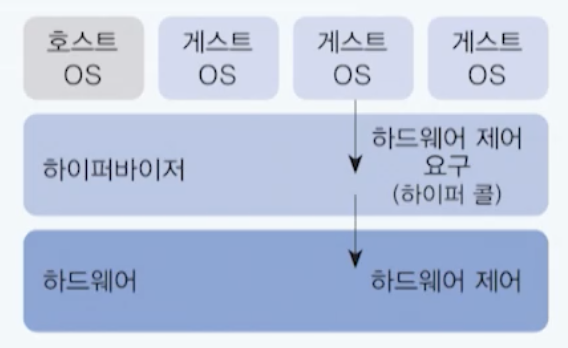 호스트
OS
게스트
OS
게스트
OS
게스트
OS
하이퍼바이저
하드웨어 제어
요구
(하이퍼 콜)
하드웨어
하드웨어 제어